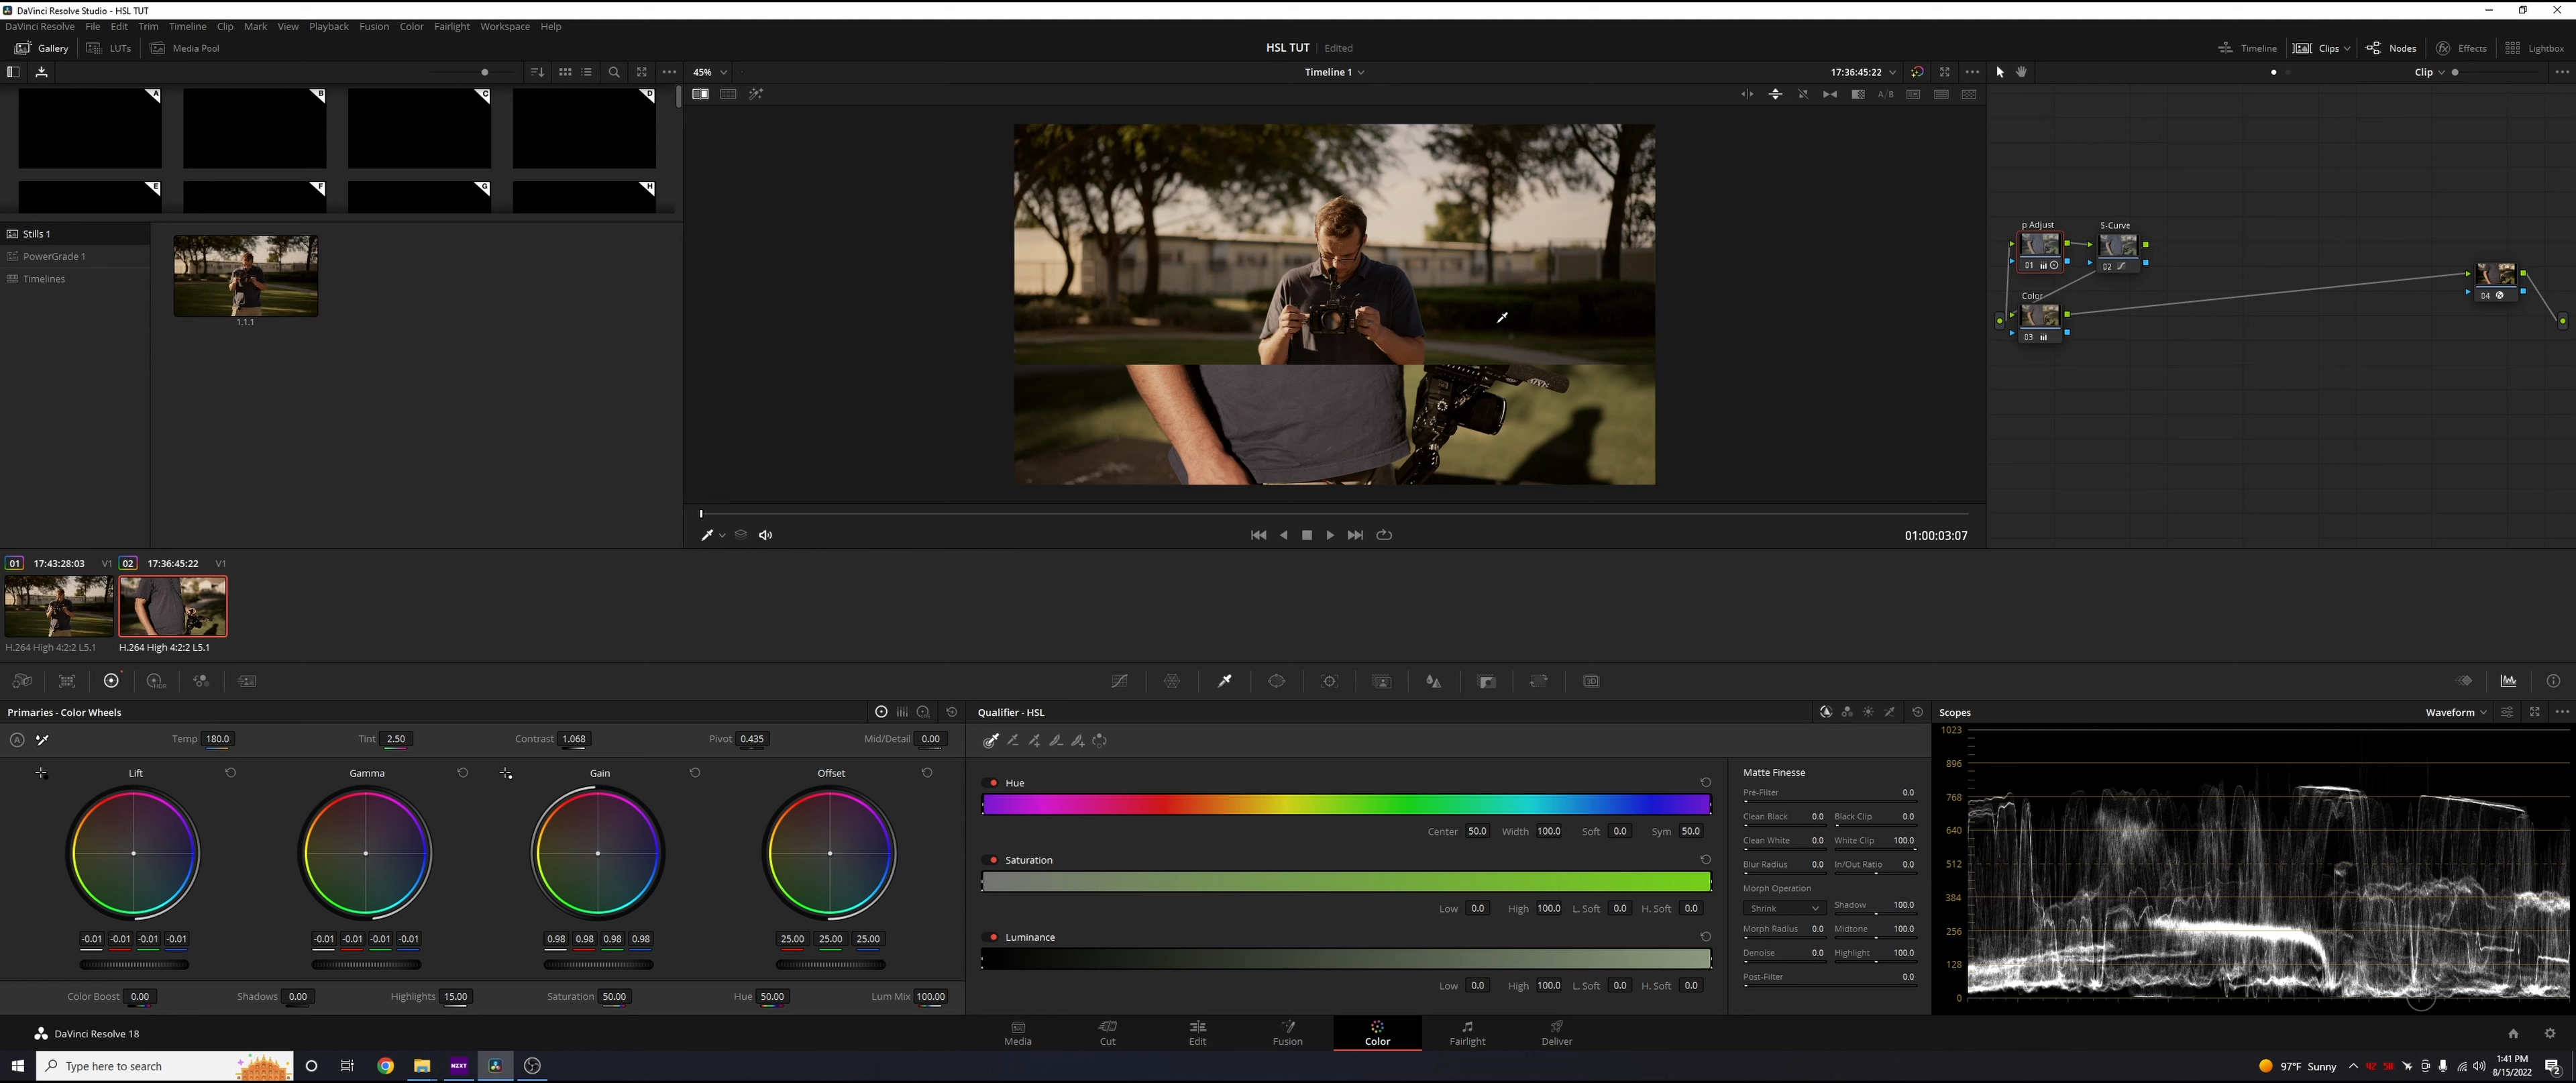 DaVinci Resolve Studio - HSL TUT
DaVinci Resolve File Edit Trim Timeline Clip Mark View Playback Fusion Color Fairlight Workspace Help
Gallery LUTs Media Pool HSL TUT Edited Timeline Clips Nodes Effects Lightbox
45% Timeline 1 17:36:45:22 Clip
A B C D
E F G H
A/B
Stills 1
PowerGrade 1
Timelines
1.1.1
p Adjust S-Curve
01 02
Color
03
04
01:00:03:07
01 17:43:28:03 V1 02 17:36:45:22 V1
H.264 High 4:2:2 L5.1 H.264 High 4:2:2 L5.1
HDR 3D
Primaries - Color Wheels Qualifier - HSL Scopes Waveform
A Temp 180.0 Tint 2.50 Contrast 1.068 Pivot 0.435 Mid/Detail 0.00
Lift Gamma Gain Offset
-0.01 -0.01 -0.01 -0.01 -0.01 -0.01 -0.01 -0.01 0.98 0.98 0.98 0.98 25.00 25.00 25.00
Color Boost 0.00 Shadows 0.00 Highlights 15.00 Saturation 50.00 Hue 50.00 Lum Mix 100.00
Hue
Center 50.0 Width 100.0 Soft 0.0 Sym 50.0
Saturation
Low 0.0 High 100.0 L. Soft 0.0 H. Soft 0.0
Luminance
Low 0.0 High 100.0 L. Soft 0.0 H. Soft 0.0
Matte Finesse
Pre-Filter 0.0
Clean Black 0.0 Black Clip 0.0
Clean White 0.0 White Clip 100.0
Blur Radius 0.0 In/Out Ratio 0.0
Morph Operation
Shrink Shadow 100.0
Morph Radius 0.0 Midtone 100.0
Denoise 0.0 Highlight 100.0
Post-Filter 0.0
1023
896
768
640
512
384
256
128
0
DaVinci Resolve 18
Media Cut Edit Fusion Color Fairlight Deliver
Type here to search NZXT 97°F Sunny 42 50 1:41 PM
8/15/2022 2